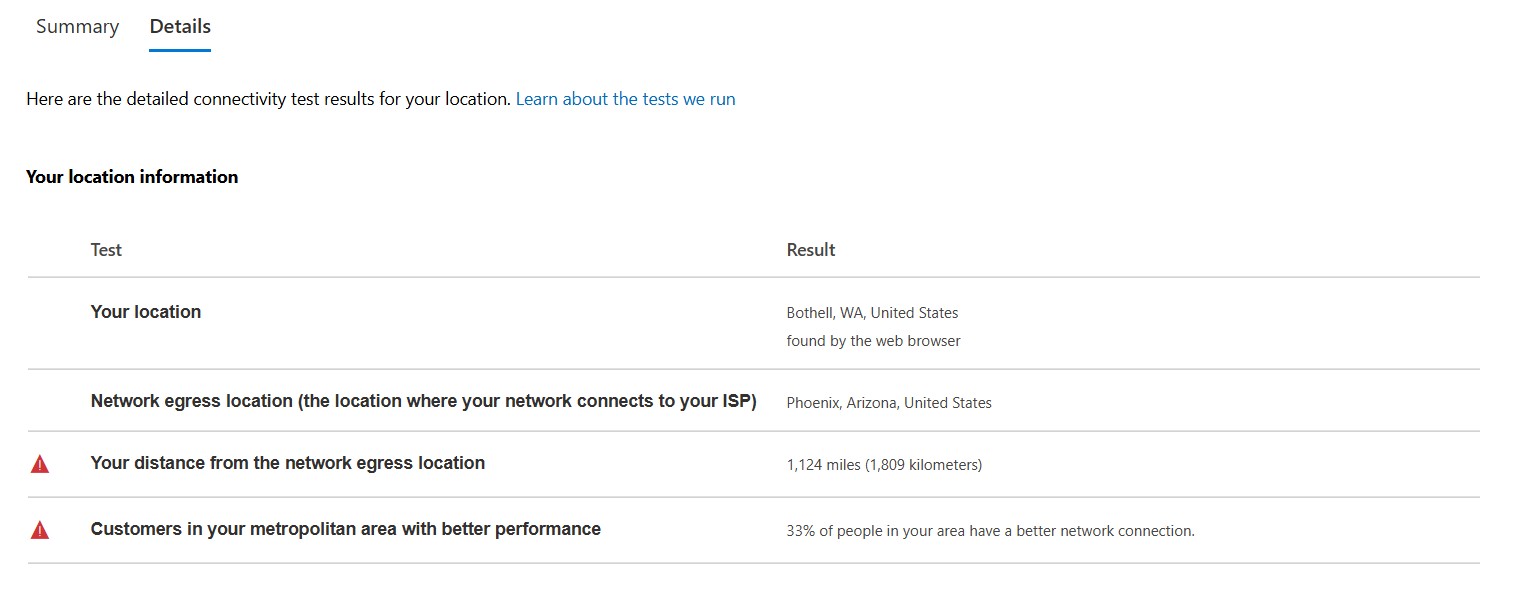 Summary Details
Here are the detailed connectivity test results for your location. Learn about the tests we run
Your location information
Test Result
Your location Bothell, WA, United States
found by the web browser
Network egress location (the location where your network connects to your ISP) Phoenix, Arizona, United States
Your distance from the network egress location 1,124 miles (1,809 kilometers)
Customers in your metropolitan area with better performance 33% of people in your area have a better network connection.